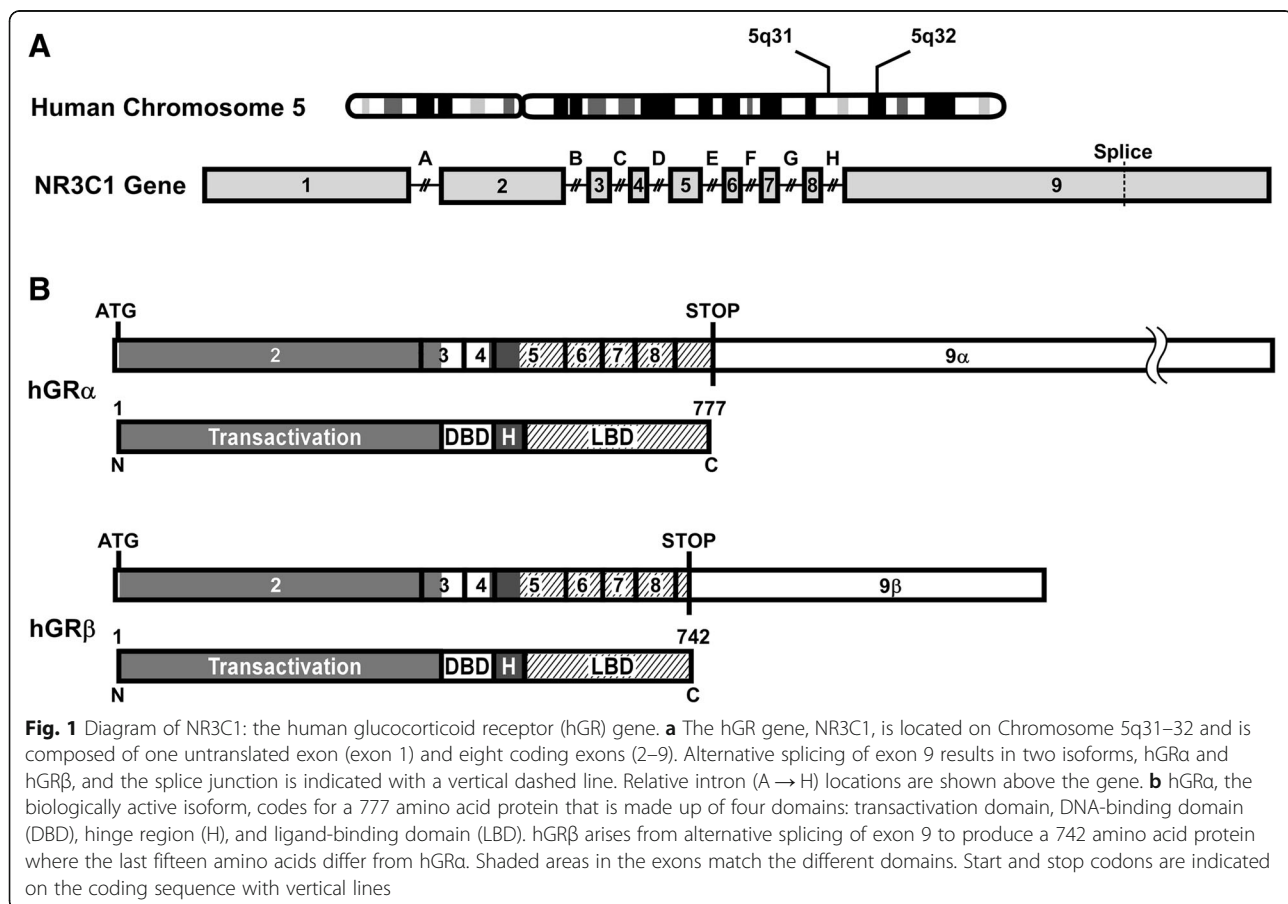 A
5q31 5q32
Human Chromosome 5
A B C D E F G H Splice
NR3C1 Gene 1 2 3 4 5 6 7 8 9
B
ATG STOP
2 3 4 5 6 7 8 9α
hGRα
1 777
Transactivation DBD H LBD
N C
ATG STOP
2 3 4 5 6 7 8 9β
hGRβ
1 742
Transactivation DBD H LBD
N C
Fig. 1 Diagram of NR3C1: the human glucocorticoid receptor (hGR) gene. a The hGR gene, NR3C1, is located on Chromosome 5q31–32 and is
composed of one untranslated exon (exon 1) and eight coding exons (2–9). Alternative splicing of exon 9 results in two isoforms, hGRα and
hGRβ, and the splice junction is indicated with a vertical dashed line. Relative intron (A → H) locations are shown above the gene. b hGRα, the
biologically active isoform, codes for a 777 amino acid protein that is made up of four domains: transactivation domain, DNA-binding domain
(DBD), hinge region (H), and ligand-binding domain (LBD). hGRβ arises from alternative splicing of exon 9 to produce a 742 amino acid protein
where the last fifteen amino acids differ from hGRα. Shaded areas in the exons match the different domains. Start and stop codons are indicated
on the coding sequence with vertical lines